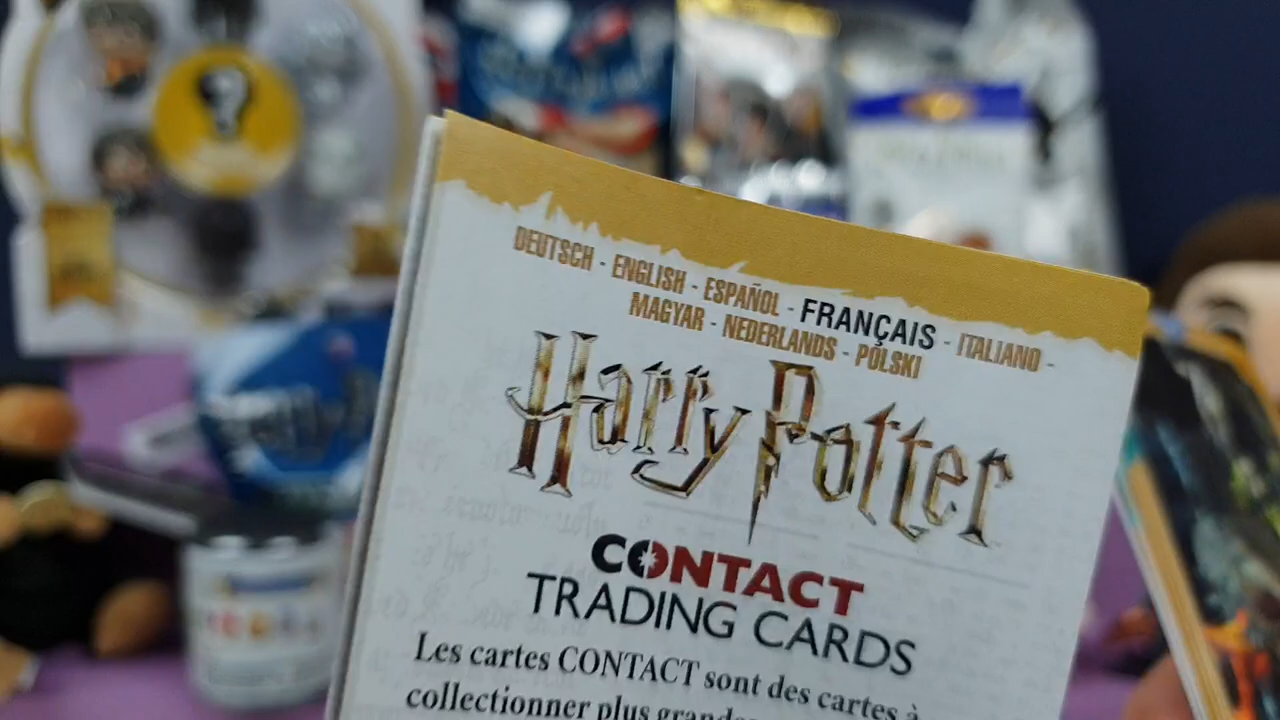 DEUTSCH - ENGLISH - ESPAÑOL - FRANÇAIS - ITALIANO -
MAGYAR - NEDERLANDS - POLSKI
Harry Potter
CONTACT
TRADING CARDS
Les cartes CONTACT sont des cartes à
collectionner plus